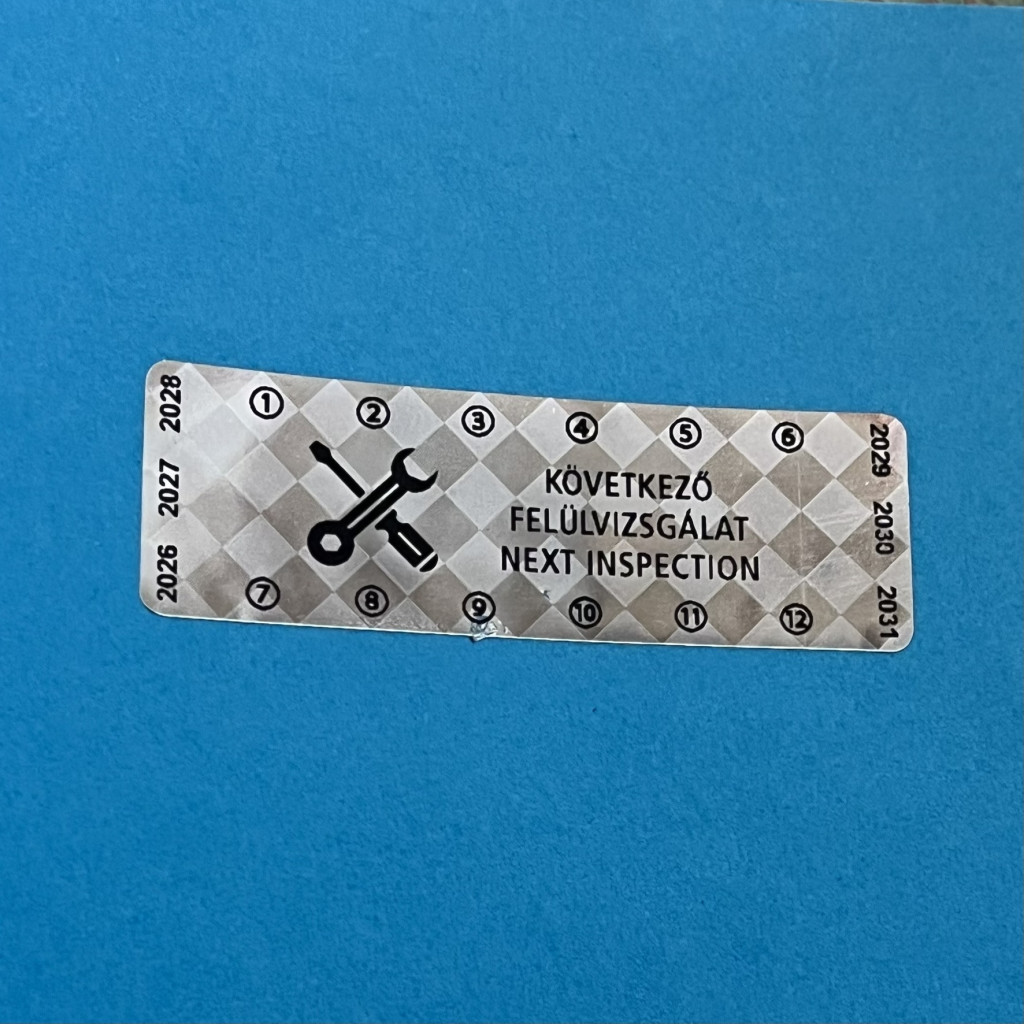 ① ② ③ ④ ⑤ ⑥
2028
2027
2026
KÖVETKEZŐ
FELÜLVIZSGÁLAT
NEXT INSPECTION
2029
2030
2031
⑦ ⑧ ⑨ ⑩ ⑪ ⑫